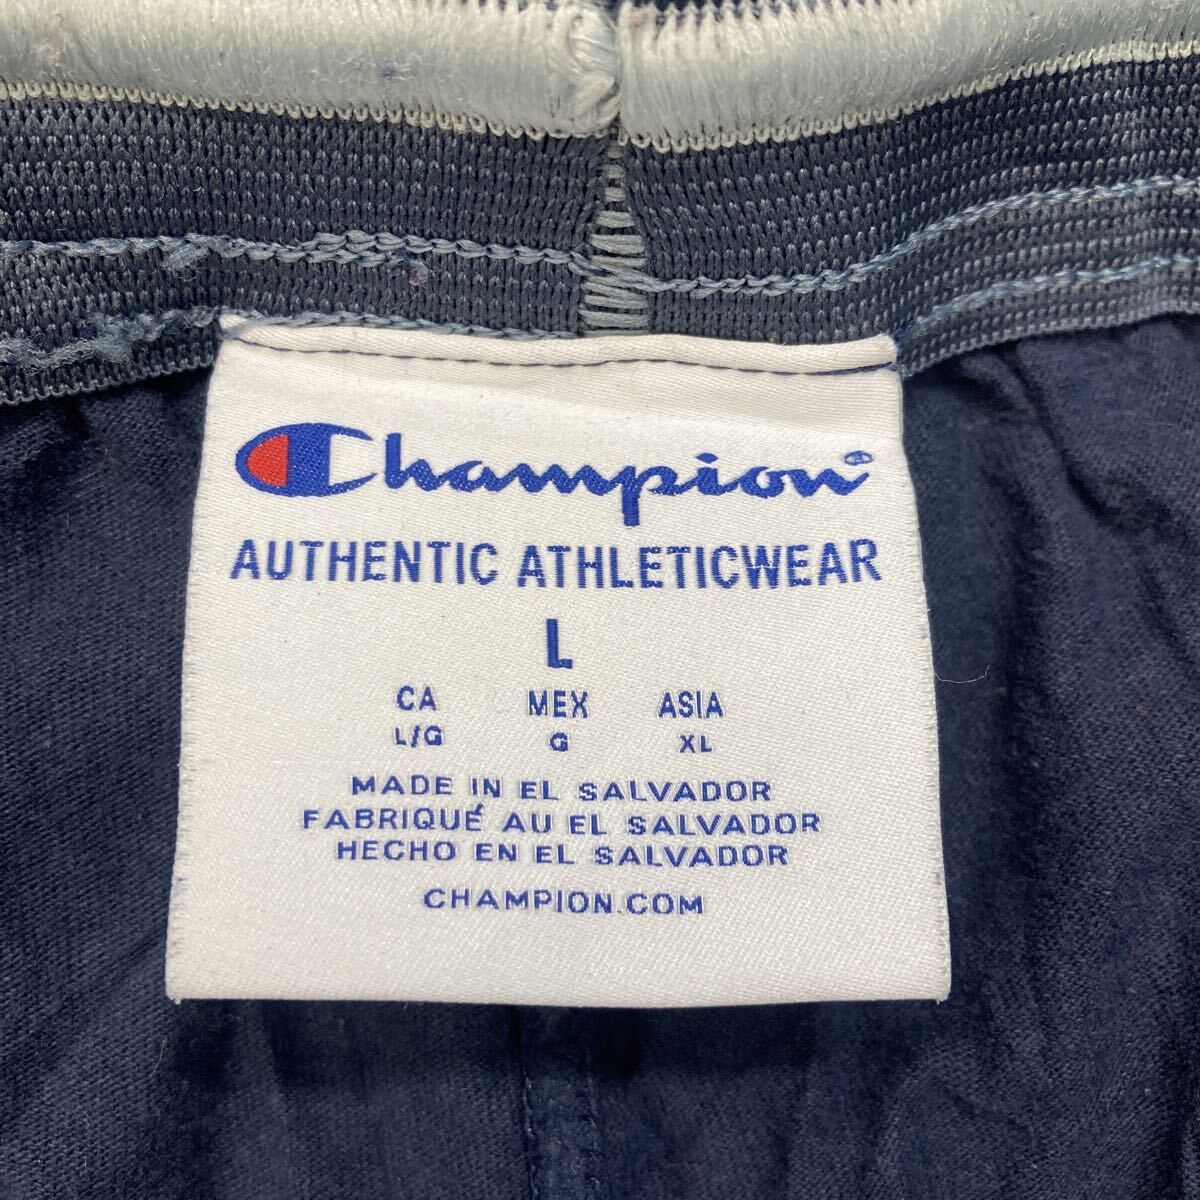 Champion®
AUTHENTIC ATHLETICWEAR
L
CA MEX ASIA
L/G G XL
MADE IN EL SALVADOR
FABRIQUÉ AU EL SALVADOR
HECHO EN EL SALVADOR
CHAMPION.COM